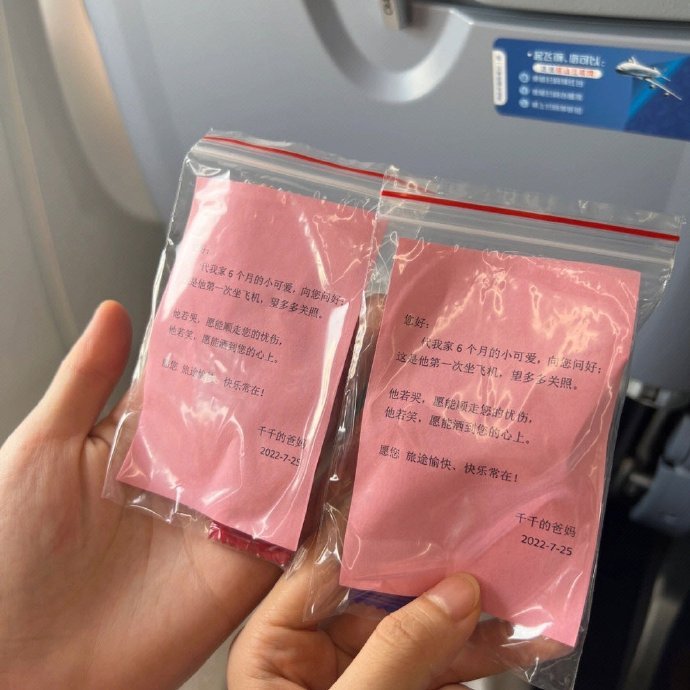 代我家 6 个月的小可爱，向您问好；
是他第一次坐飞机，望多多关照。
他若哭，愿能顺走您的忧伤，
他若笑，愿能洒到您的心上。
您 旅途愉快、快乐常在！
千千的爸妈
2022-7-25
您好：
代我家 6 个月的小可爱，向您问好；
这是他第一次坐飞机，望多多关照。
他若哭，愿能顺走您的忧伤，
他若笑，愿能洒到您的心上。
愿您 旅途愉快、快乐常在！
千千的爸妈
2022-7-25